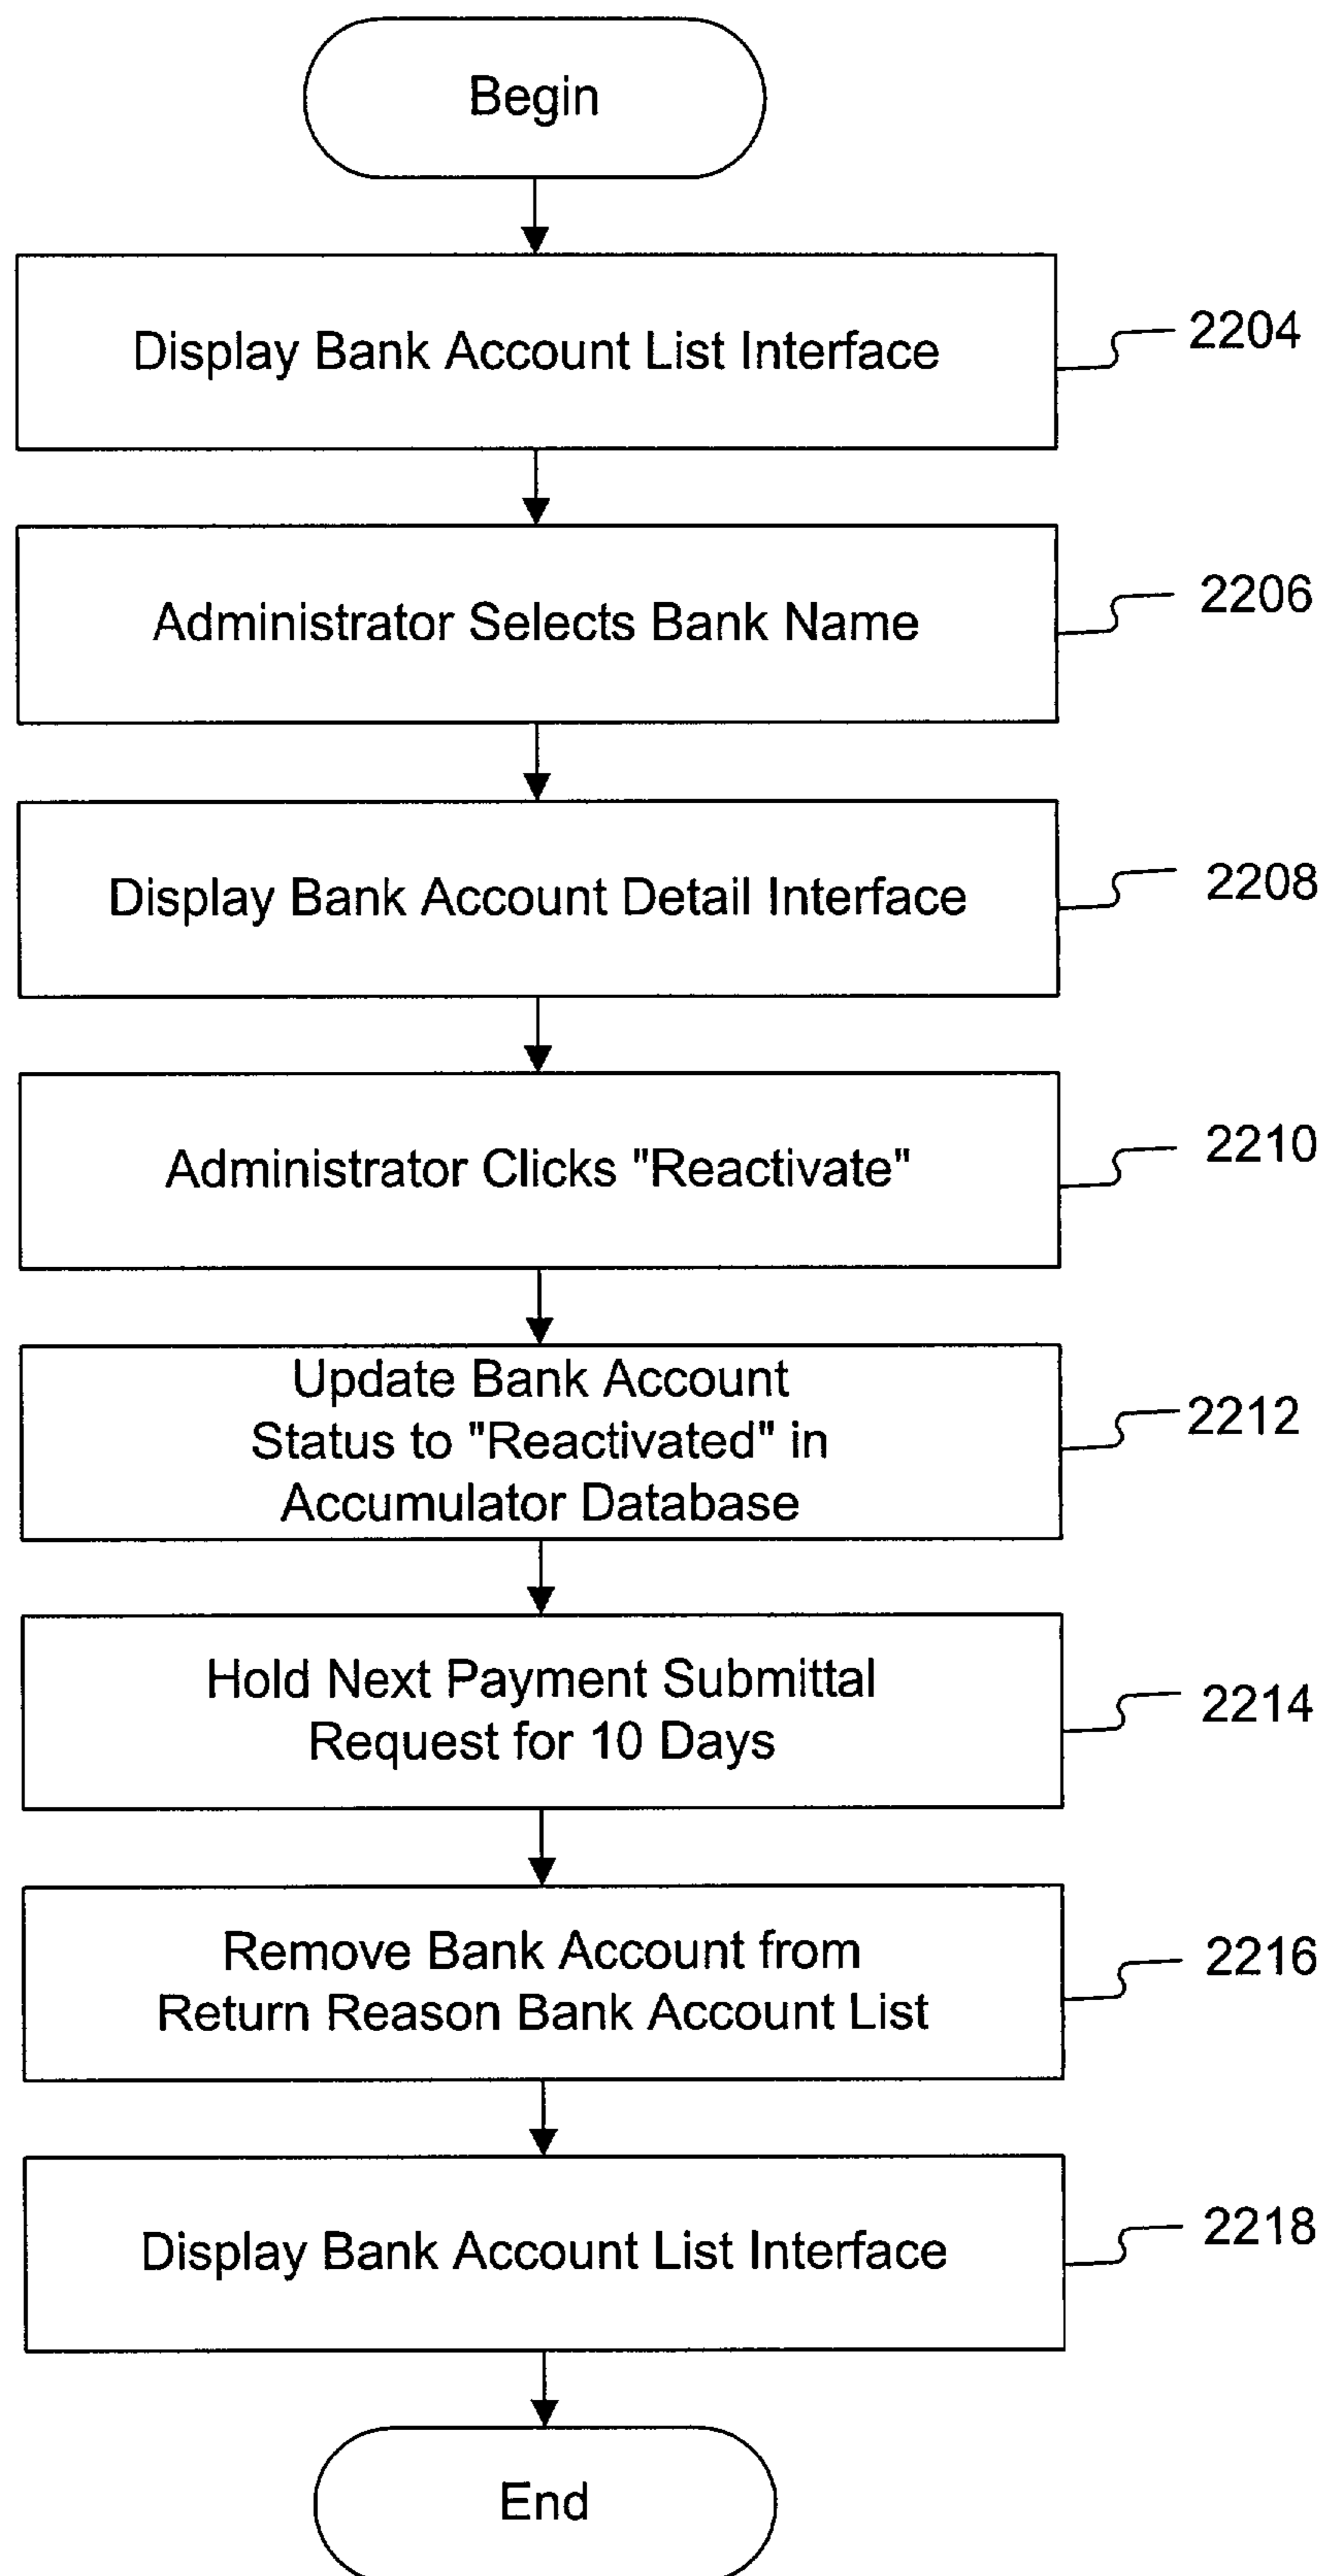 Begin
Display Bank Account List Interface
2204
Administrator Selects Bank Name
2206
Display Bank Account Detail Interface
2208
Administrator Clicks "Reactivate"
2210
Update Bank Account
Status to "Reactivated" in
Accumulator Database
2212
Hold Next Payment Submittal
Request for 10 Days
2214
Remove Bank Account from
Return Reason Bank Account List
2216
Display Bank Account List Interface
2218
End